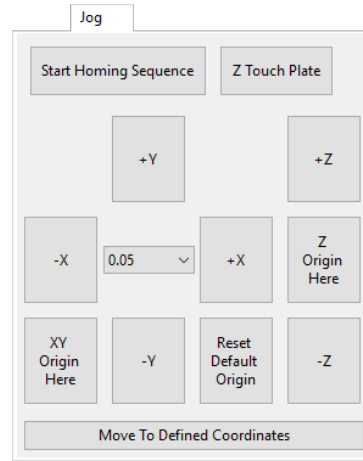 Jog
Start Homing Sequence
Z Touch Plate
+Y
+Z
-X
0.05
+X
Z
Origin
Here
XY
Origin
Here
-Y
Reset
Default
Origin
-Z
Move To Defined Coordinates